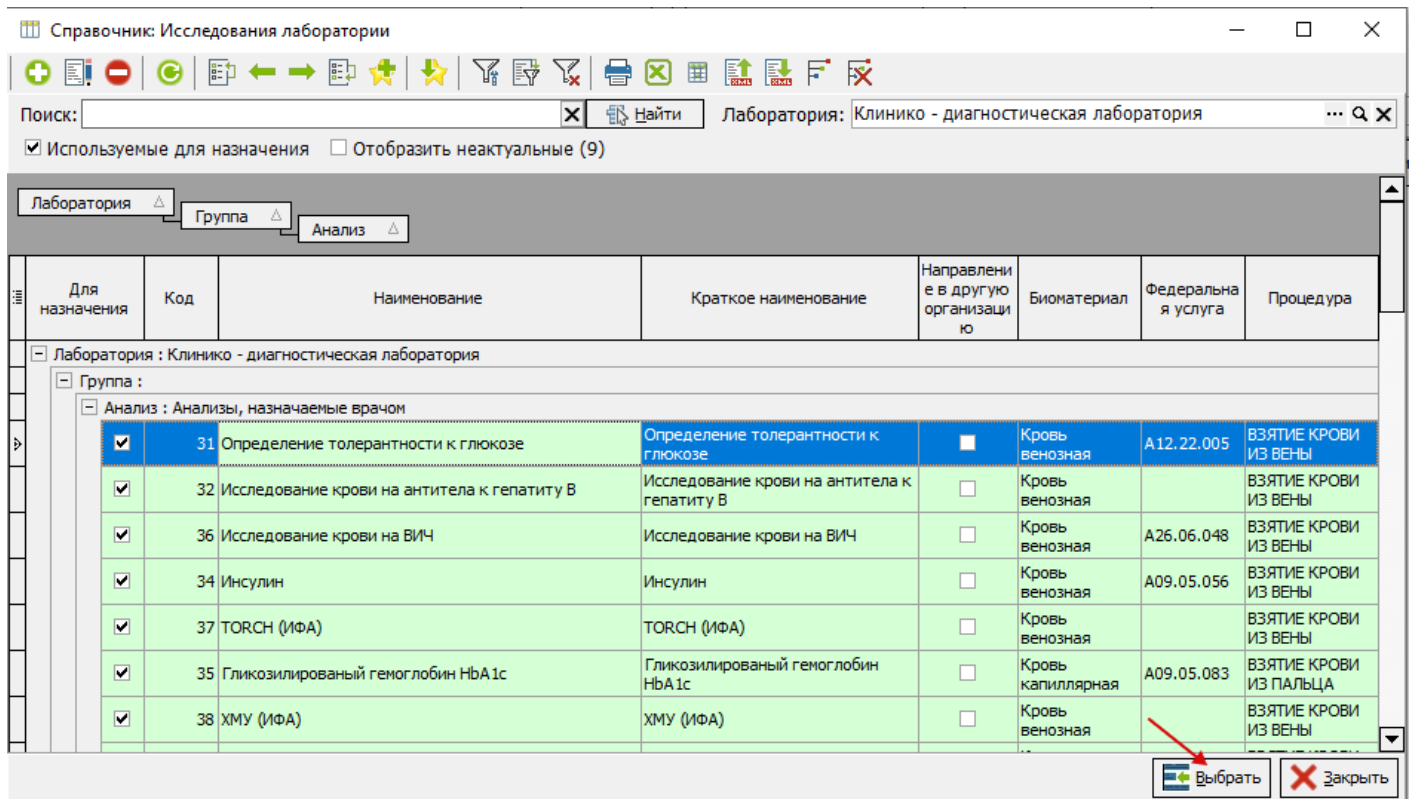 Справочник: Исследования лаборатории
XML XML
Поиск: Найти Лаборатория: Клинико - диагностическая лаборатория
Используемые для назначения Отобразить неактуальные (9)
Лаборатория
Группа
Анализ
Для назначения Код Наименование Краткое наименование Направлени е в другую организаци ю Биоматериал Федеральна я услуга Процедура
Лаборатория : Клинико - диагностическая лаборатория
Группа :
Анализ : Анализы, назначаемые врачом
31 Определение толерантности к глюкозе Определение толерантности к глюкозе Кровь венозная A12.22.005 ВЗЯТИЕ КРОВИ ИЗ ВЕНЫ
32 Исследование крови на антитела к гепатиту В Исследование крови на антитела к гепатиту В Кровь венозная ВЗЯТИЕ КРОВИ ИЗ ВЕНЫ
36 Исследование крови на ВИЧ Исследование крови на ВИЧ Кровь венозная A26.06.048 ВЗЯТИЕ КРОВИ ИЗ ВЕНЫ
34 Инсулин Инсулин Кровь венозная A09.05.056 ВЗЯТИЕ КРОВИ ИЗ ВЕНЫ
37 TORCH (ИФА) TORCH (ИФА) Кровь венозная ВЗЯТИЕ КРОВИ ИЗ ВЕНЫ
35 Гликозилированый гемоглобин HbA1c Гликозилированый гемоглобин HbA1c Кровь капиллярная A09.05.083 ВЗЯТИЕ КРОВИ ИЗ ПАЛЬЦА
38 ХМУ (ИФА) ХМУ (ИФА) Кровь венозная ВЗЯТИЕ КРОВИ ИЗ ВЕНЫ
Выбрать Закрыть